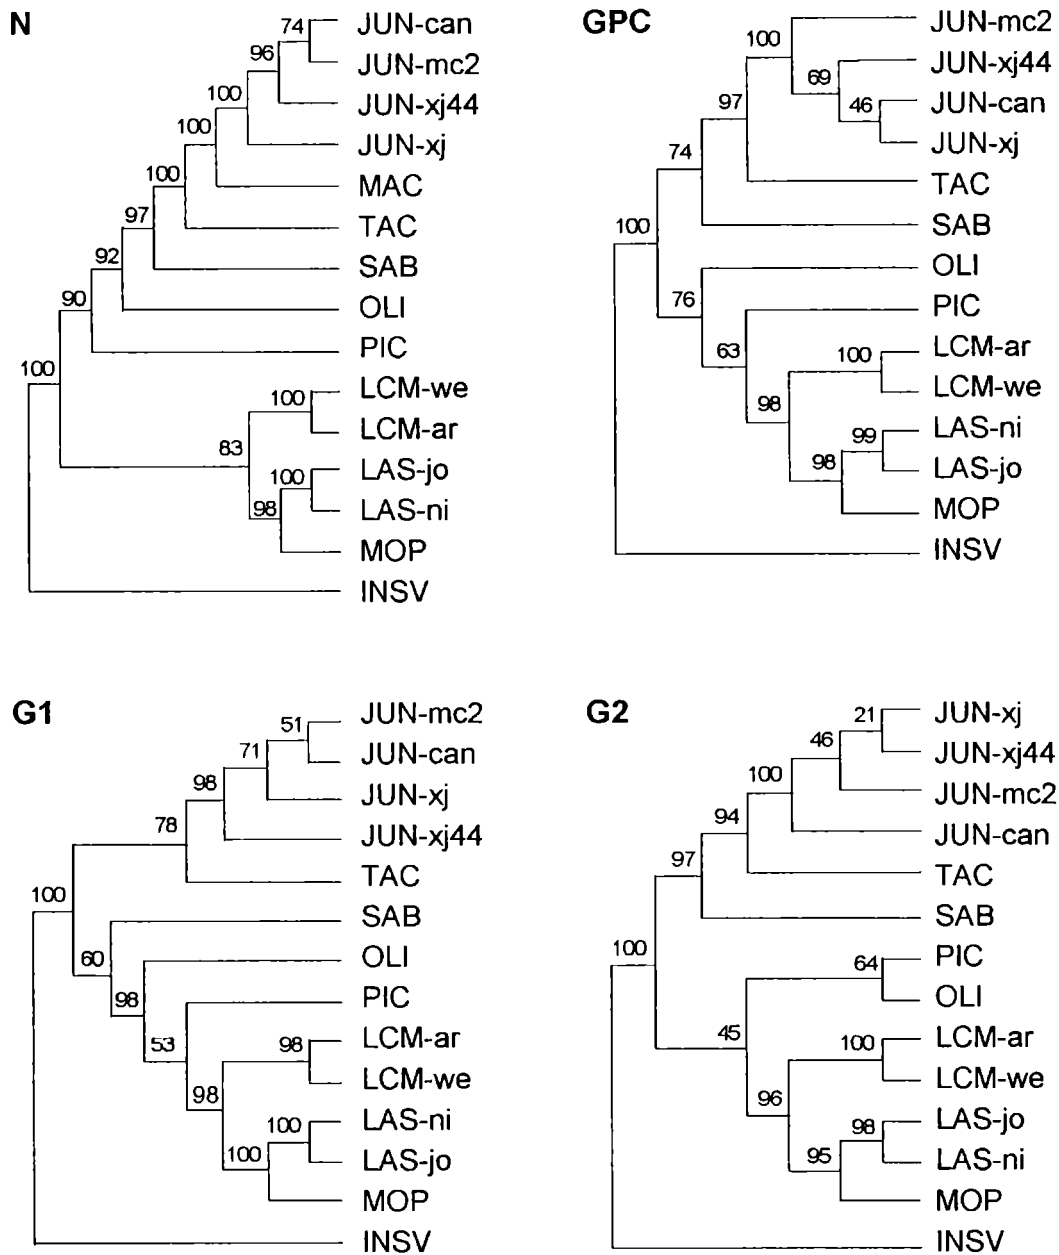 N
74
JUN-can
96
JUN-mc2
100
JUN-xj44
100
JUN-xj
100
MAC
97
TAC
92
SAB
90
OLI
100
PIC
100
LCM-we
83
LCM-ar
100
LAS-jo
98
LAS-ni
MOP
INSV
GPC
100
JUN-mc2
69
JUN-xj44
97
46
JUN-can
74
JUN-xj
TAC
100
SAB
76
OLI
63
PIC
100
LCM-ar
98
LCM-we
99
LAS-ni
98
LAS-jo
MOP
INSV
G1
51
JUN-mc2
71
JUN-can
98
JUN-xj
78
JUN-xj44
TAC
100
SAB
60
OLI
98
PIC
53
98
LCM-ar
98
LCM-we
100
LAS-ni
100
LAS-jo
MOP
INSV
G2
21
JUN-xj
46
JUN-xj44
100
JUN-mc2
94
JUN-can
97
TAC
SAB
100
64
PIC
OLI
45
100
LCM-ar
96
LCM-we
98
LAS-jo
95
LAS-ni
MOP
INSV